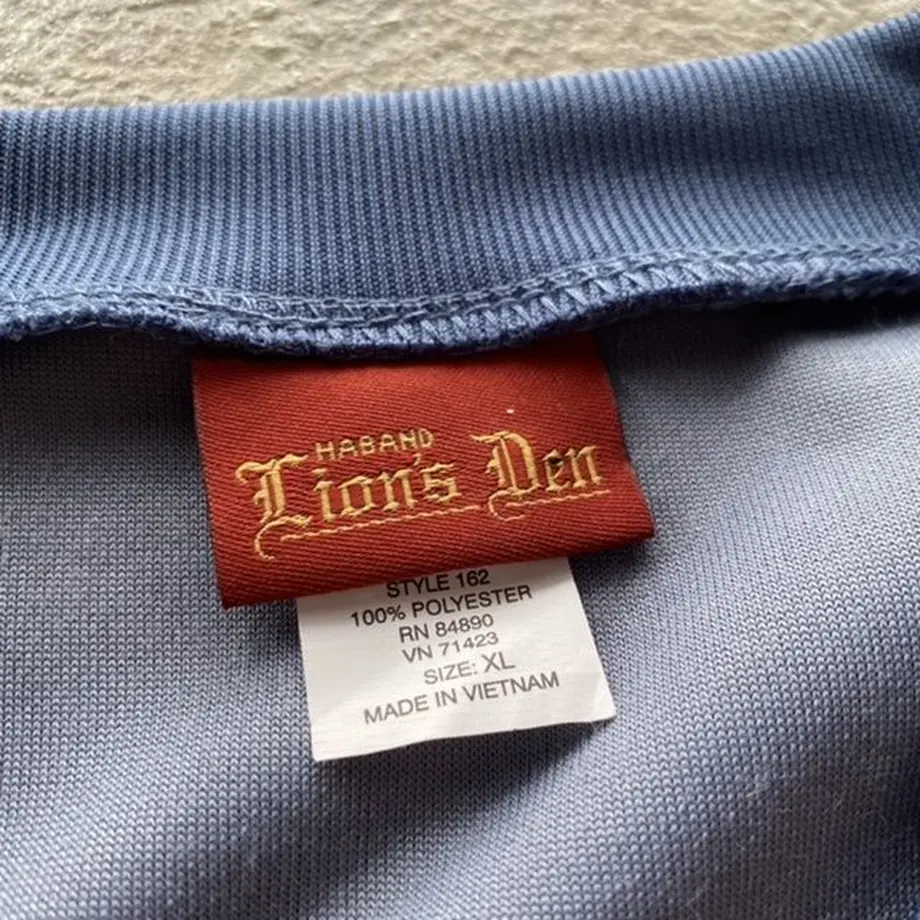 HABAND
Lion's Den
STYLE 162
100% POLYESTER
RN 84890
VN 71423
SIZE: XL
MADE IN VIETNAM